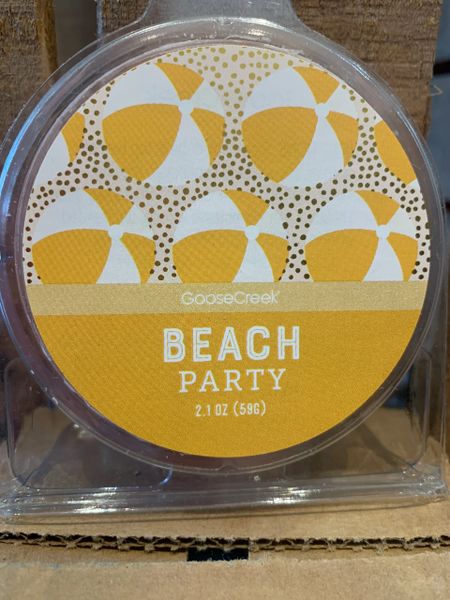 GooseCreek
BEACH
PARTY
2.1 OZ (59G)